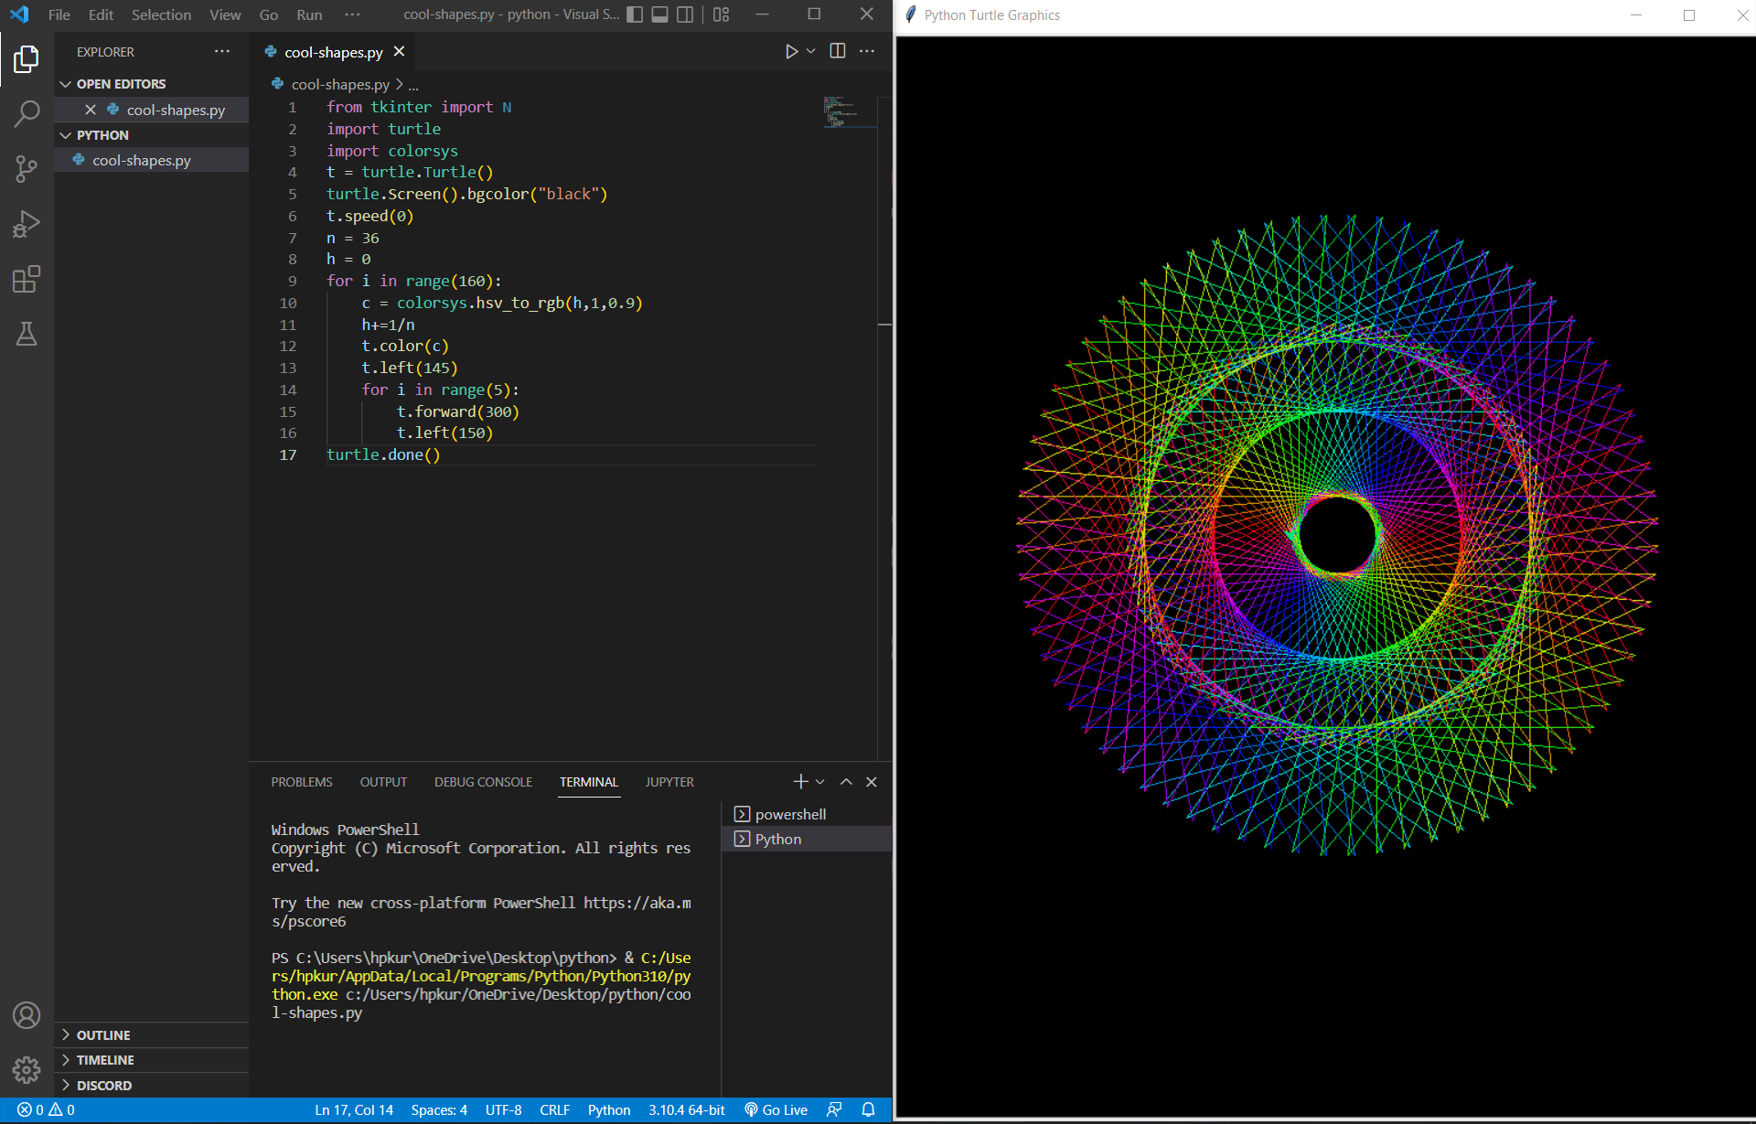 File Edit Selection View Go Run ··· cool-shapes.py - python - Visual S...
Python Turtle Graphics
EXPLORER ···
OPEN EDITORS
cool-shapes.py
PYTHON
cool-shapes.py
cool-shapes.py
cool-shapes.py > ...
1 from tkinter import N
2 import turtle
3 import colorsys
4 t = turtle.Turtle()
5 turtle.Screen().bgcolor("black")
6 t.speed(0)
7 n = 36
8 h = 0
9 for i in range(160):
10 c = colorsys.hsv_to_rgb(h,1,0.9)
11 h+=1/n
12 t.color(c)
13 t.left(145)
14 for i in range(5):
15 t.forward(300)
16 t.left(150)
17 turtle.done()
PROBLEMS OUTPUT DEBUG CONSOLE TERMINAL JUPYTER
powershell
Python
Windows PowerShell
Copyright (C) Microsoft Corporation. All rights res
erved.
Try the new cross-platform PowerShell https://aka.m
s/pscore6
PS C:\Users\hpkur\OneDrive\Desktop\python> & C:/Use
rs/hpkur/AppData/Local/Programs/Python/Python310/py
thon.exe c:/Users/hpkur/OneDrive/Desktop/python/coo
l-shapes.py
OUTLINE
TIMELINE
DISCORD
0 0 Ln 17, Col 14 Spaces: 4 UTF-8 CRLF Python 3.10.4 64-bit Go Live